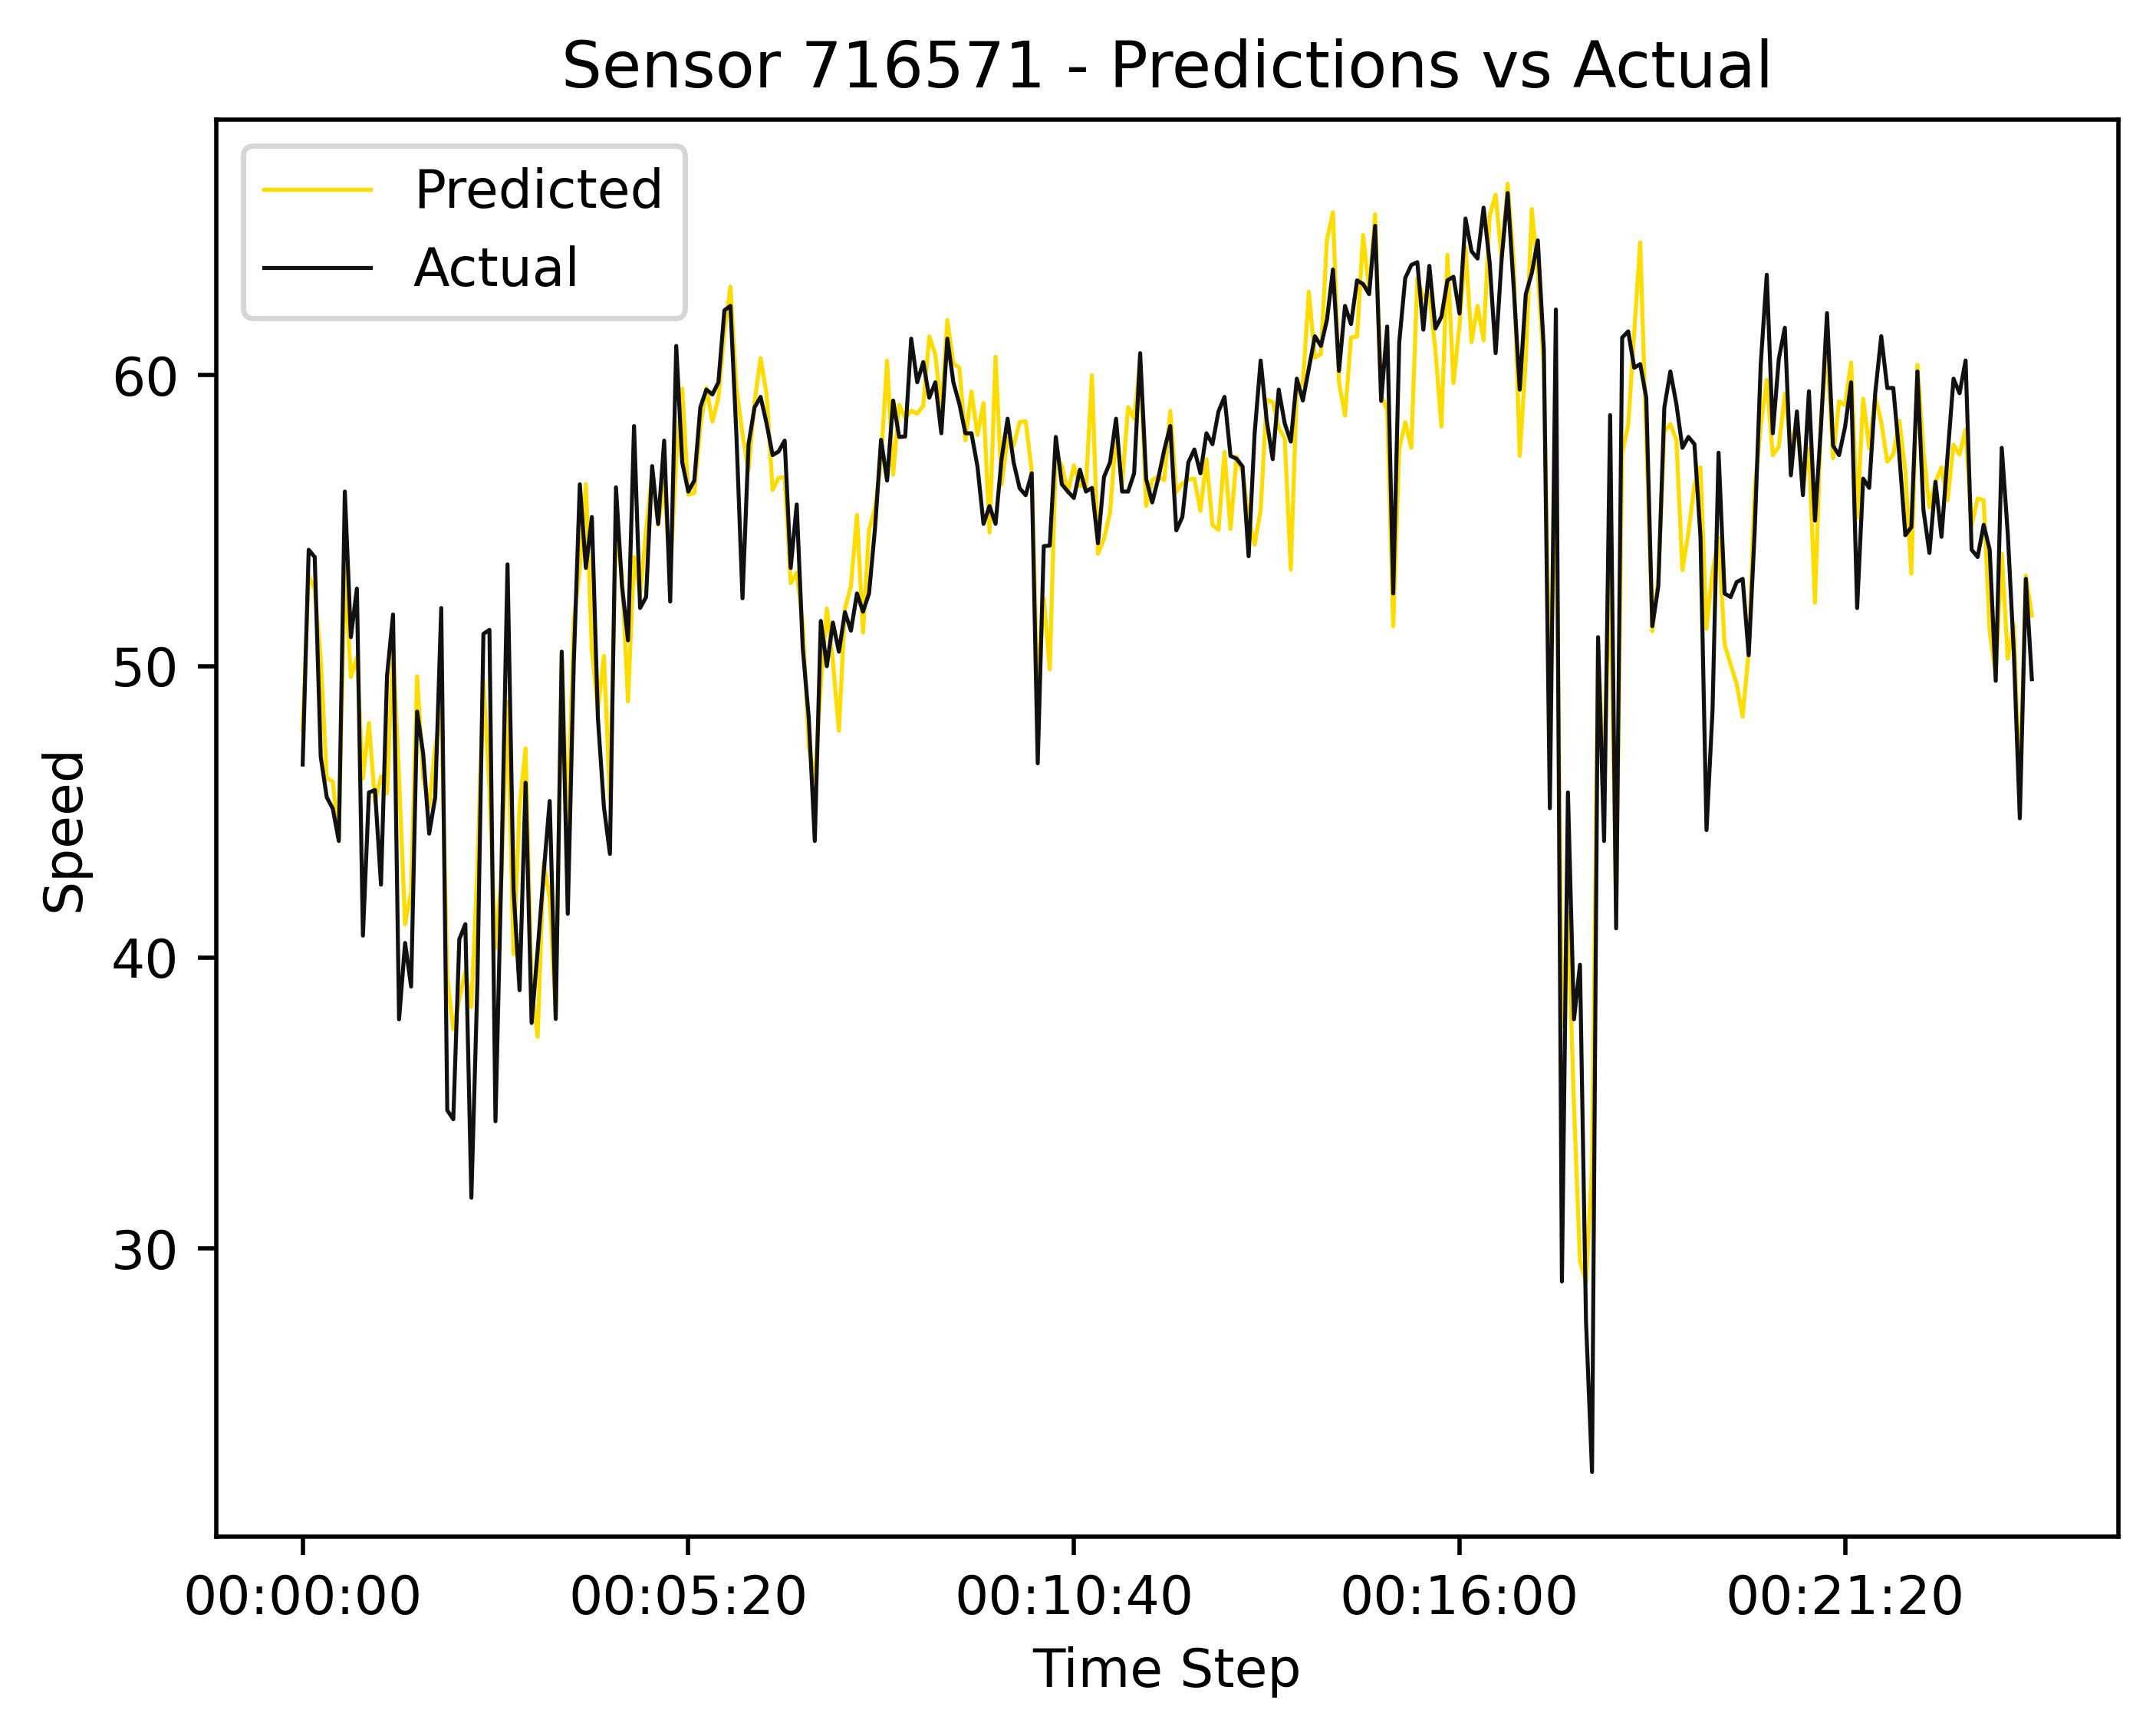 Sensor 716571 - Predictions vs Actual
Predicted
Actual
60
50
40
30
Speed
00:00:00 00:05:20 00:10:40 00:16:00 00:21:20
Time Step